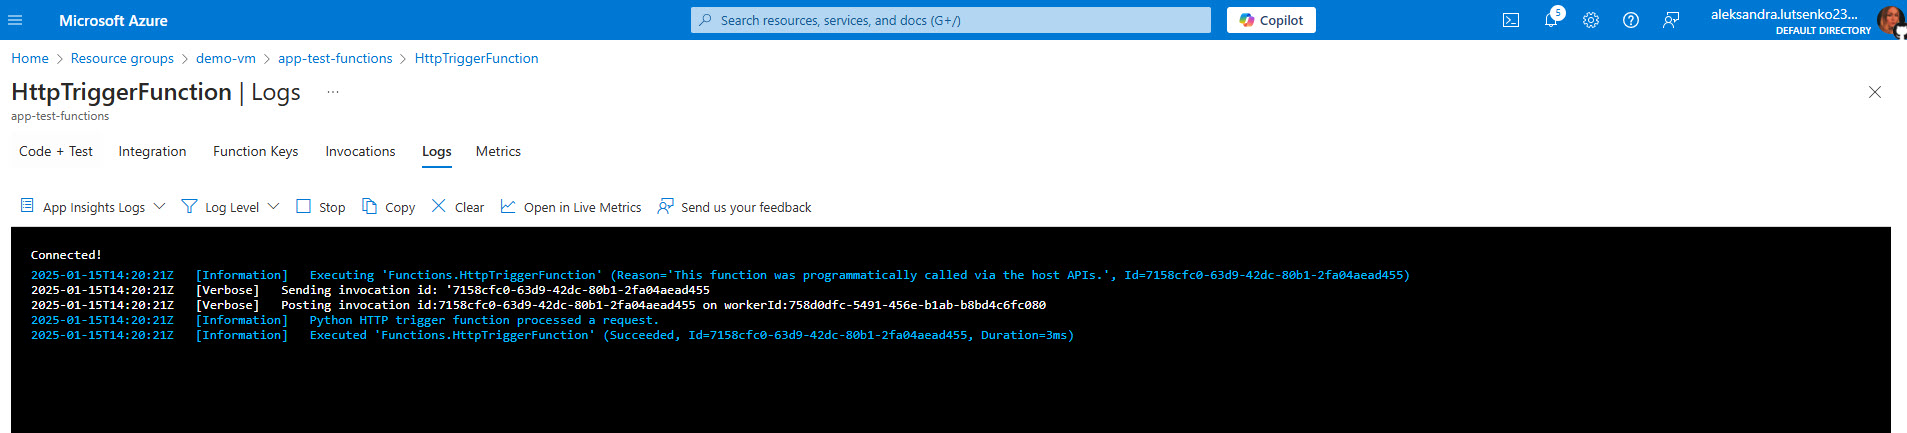 Microsoft Azure
Search resources, services, and docs (G+/)
Copilot
5
aleksandra.lutsenko23...
DEFAULT DIRECTORY
Home > Resource groups > demo-vm > app-test-functions > HttpTriggerFunction
HttpTriggerFunction | Logs ...
app-test-functions
Code + Test Integration Function Keys Invocations Logs Metrics
App Insights Logs Log Level Stop Copy Clear Open in Live Metrics Send us your feedback
Connected!
2025-01-15T14:20:21Z [Information] Executing 'Functions.HttpTriggerFunction' (Reason='This function was programmatically called via the host APIs.', Id=7158cfc0-63d9-42dc-80b1-2fa04aead455)
2025-01-15T14:20:21Z [Verbose] Sending invocation id: '7158cfc0-63d9-42dc-80b1-2fa04aead455
2025-01-15T14:20:21Z [Verbose] Posting invocation id:7158cfc0-63d9-42dc-80b1-2fa04aead455 on workerId:758d0dfc-5491-456e-b1ab-b8bd4c6fc080
2025-01-15T14:20:21Z [Information] Python HTTP trigger function processed a request.
2025-01-15T14:20:21Z [Information] Executed 'Functions.HttpTriggerFunction' (Succeeded, Id=7158cfc0-63d9-42dc-80b1-2fa04aead455, Duration=3ms)